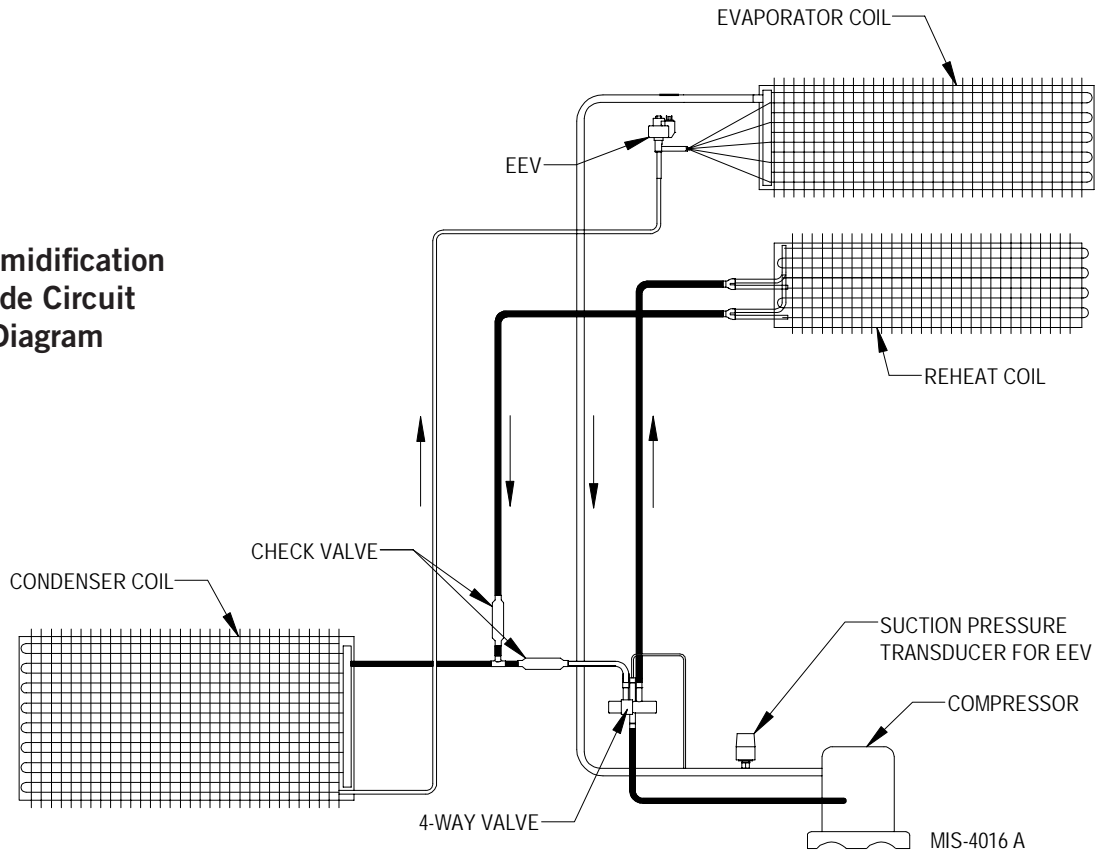 EVAPORATOR COIL
EEV
midification
de Circuit
Diagram
REHEAT COIL
CHECK VALVE
CONDENSER COIL
SUCTION PRESSURE
TRANSDUCER FOR EEV
COMPRESSOR
4-WAY VALVE
MIS-4016 A